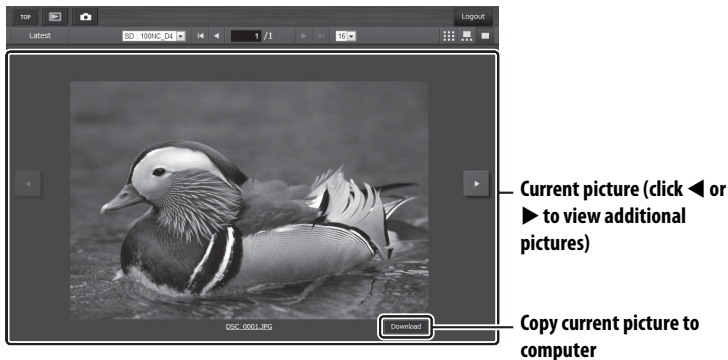 TOP
Logout
Latest
SD : 100NC_D4
1 /1
16
Current picture (click ◀ or
▶ to view additional
pictures)
DSC_0001.JPG
Download
Copy current picture to
computer